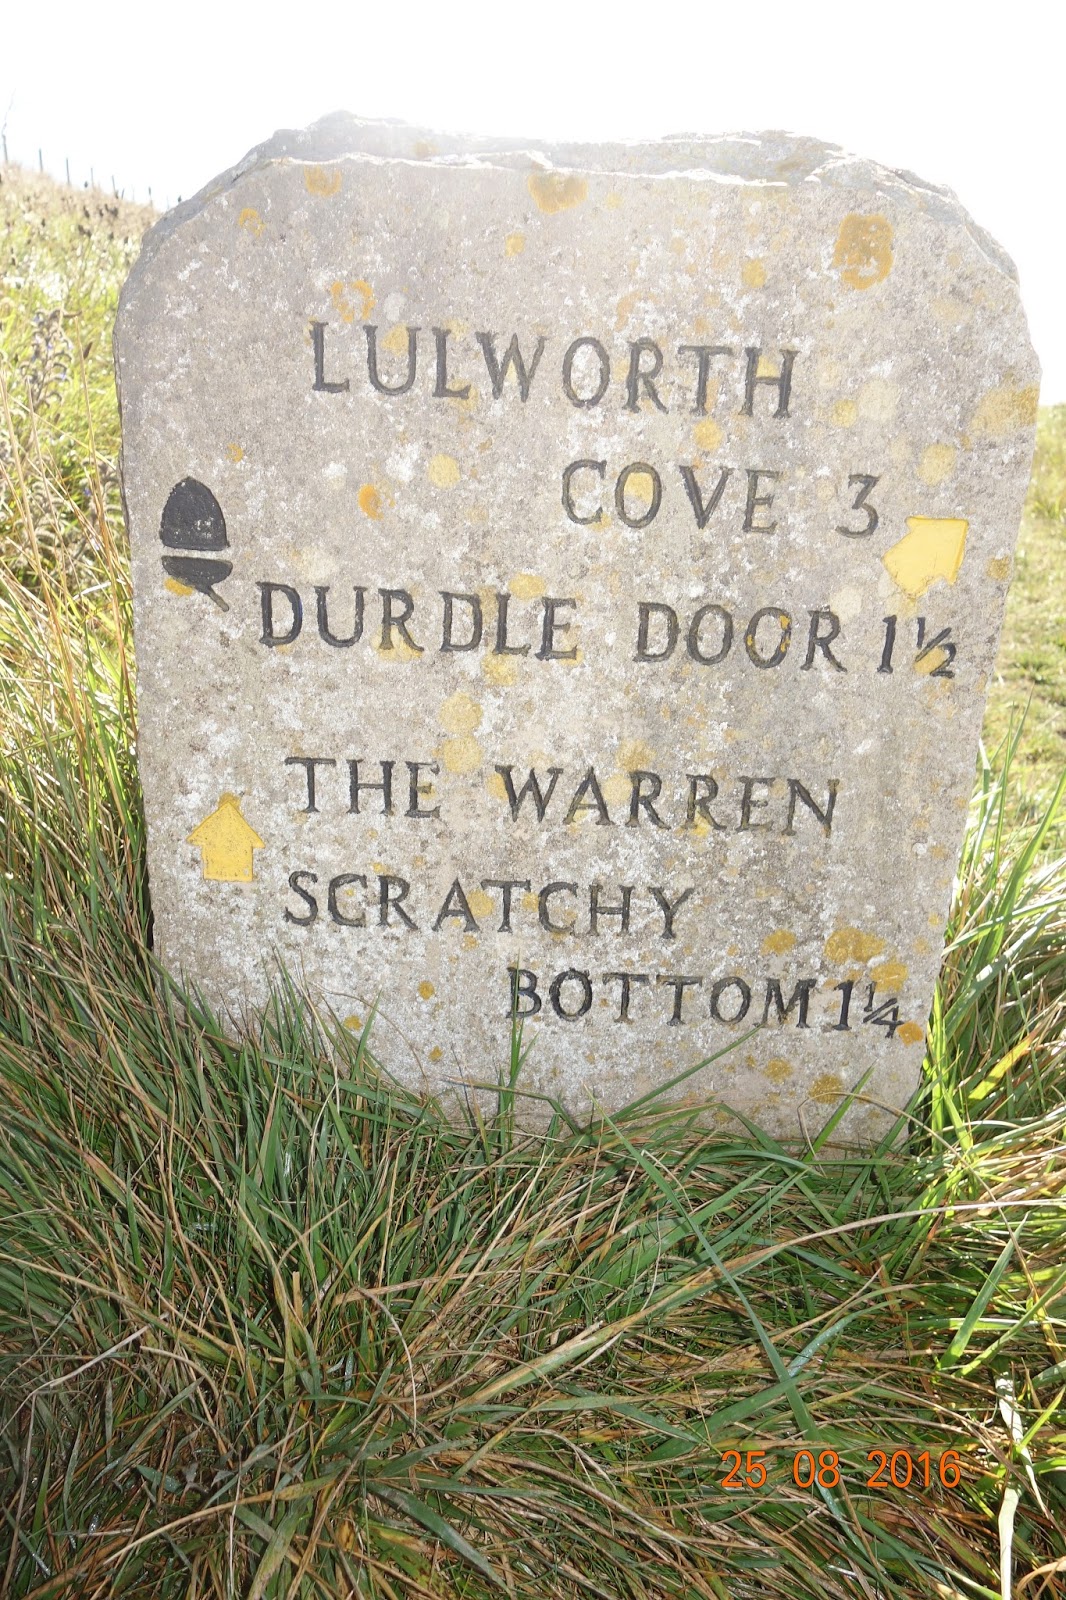 LULWORTH
COVE 3
DURDLE DOOR 1½
THE WARREN
SCRATCHY
BOTTOM 1¼
25 08 2016